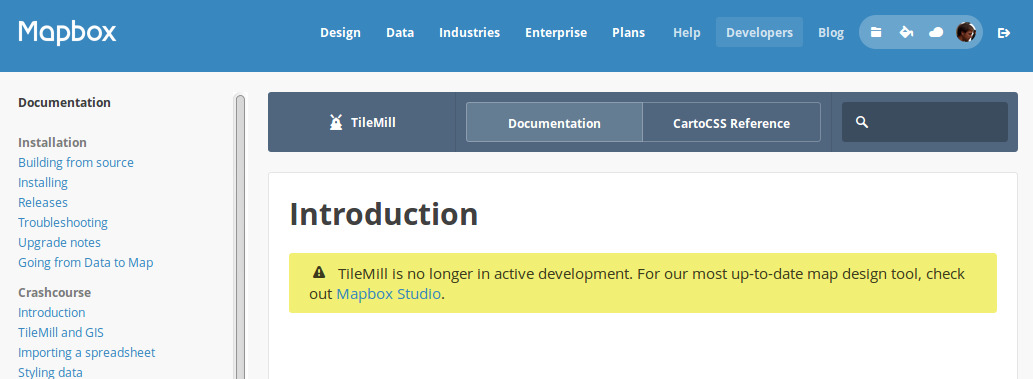 Mapbox
Design Data Industries Enterprise Plans Help Developers Blog
Documentation
Installation
Building from source
Installing
Releases
Troubleshooting
Upgrade notes
Going from Data to Map
Crashcourse
Introduction
TileMill and GIS
Importing a spreadsheet
Styling data
TileMill
Documentation
CartoCSS Reference
Introduction
TileMill is no longer in active development. For our most up-to-date map design tool, check
out Mapbox Studio.